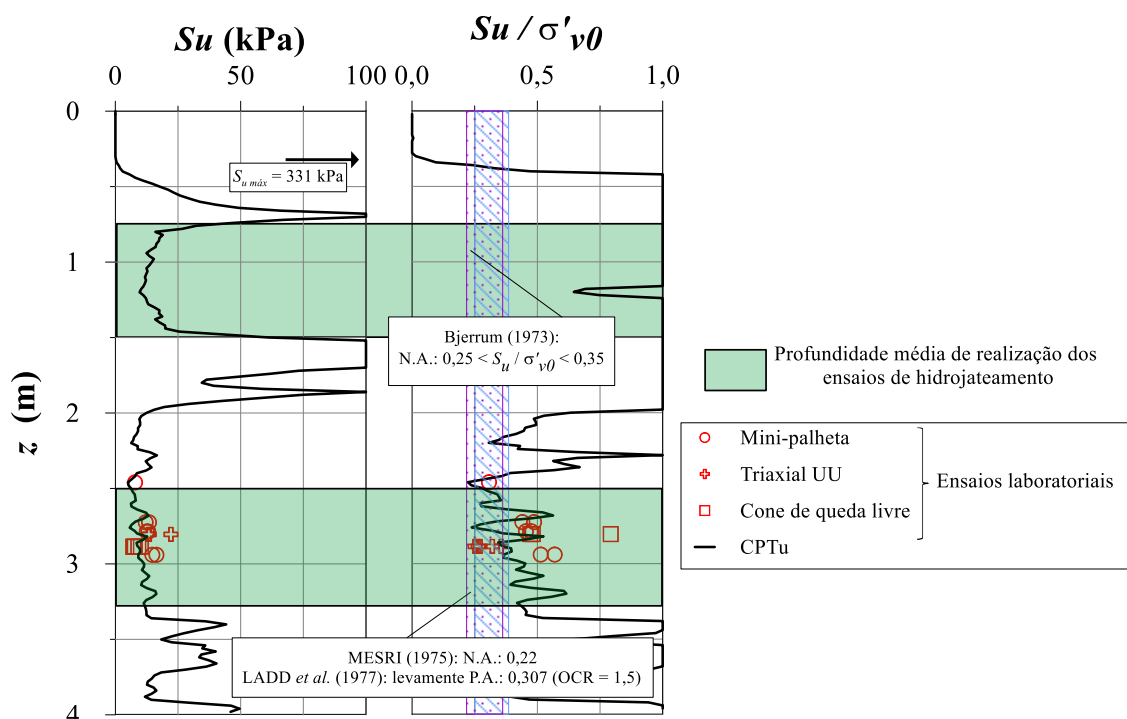 Su (kPa)
Su / σ'v0
0 50 100 0,0 0,5 1,0
0
1
2
3
4
z (m)
Su máx = 331 kPa
Bjerrum (1973):
N.A.: 0,25 < Su / σ'v0 < 0,35
MESRI (1975): N.A.: 0,22
LADD et al. (1977): levamente P.A.: 0,307 (OCR = 1,5)
Profundidade média de realização dos
ensaios de hidrojateamento
Mini-palheta
Triaxial UU
Cone de queda livre
CPTu
Ensaios laboratoriais